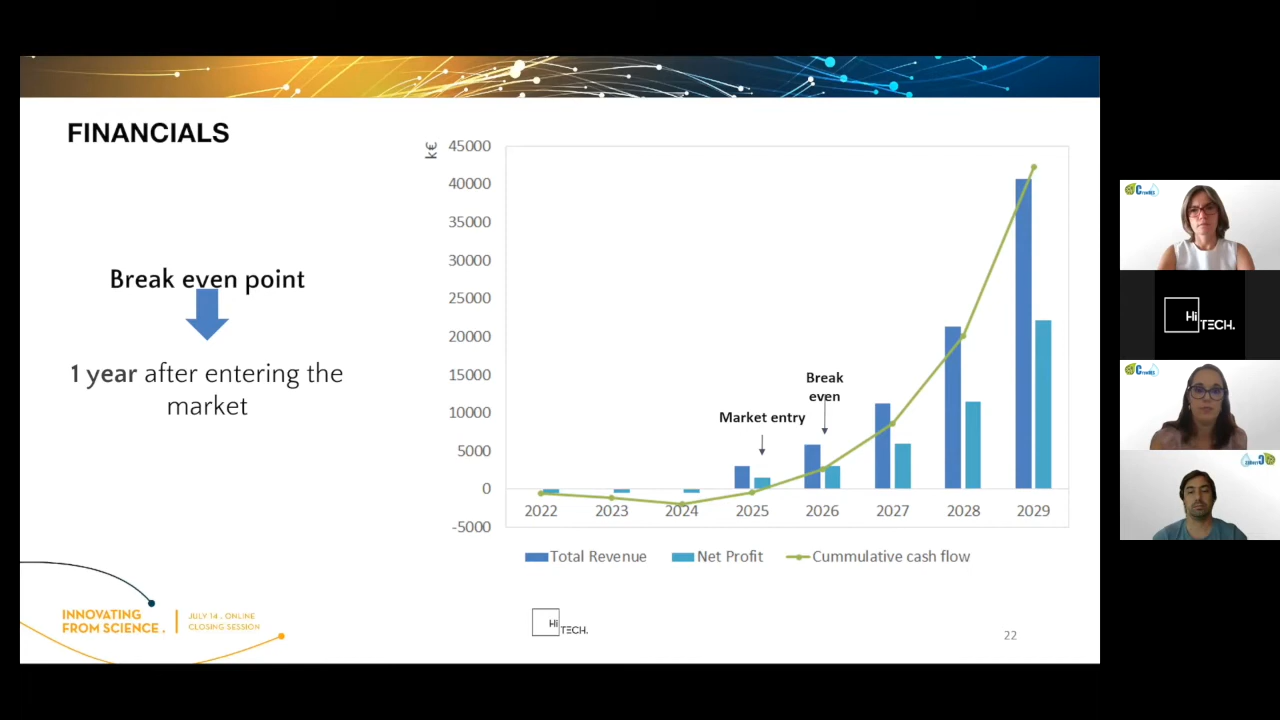 FINANCIALS
Break even point
1 year after entering the
market
k€
45000
40000
35000
30000
25000
20000
15000
10000
5000
0
-5000
Market entry
Break
even
2022 2023 2024 2025 2026 2027 2028 2029
Total Revenue Net Profit Cummulative cash flow
INNOVATING
FROM SCIENCE.
JULY 14 . ONLINE
CLOSING SESSION
Hi
TECH.
22
Hi
TECH.